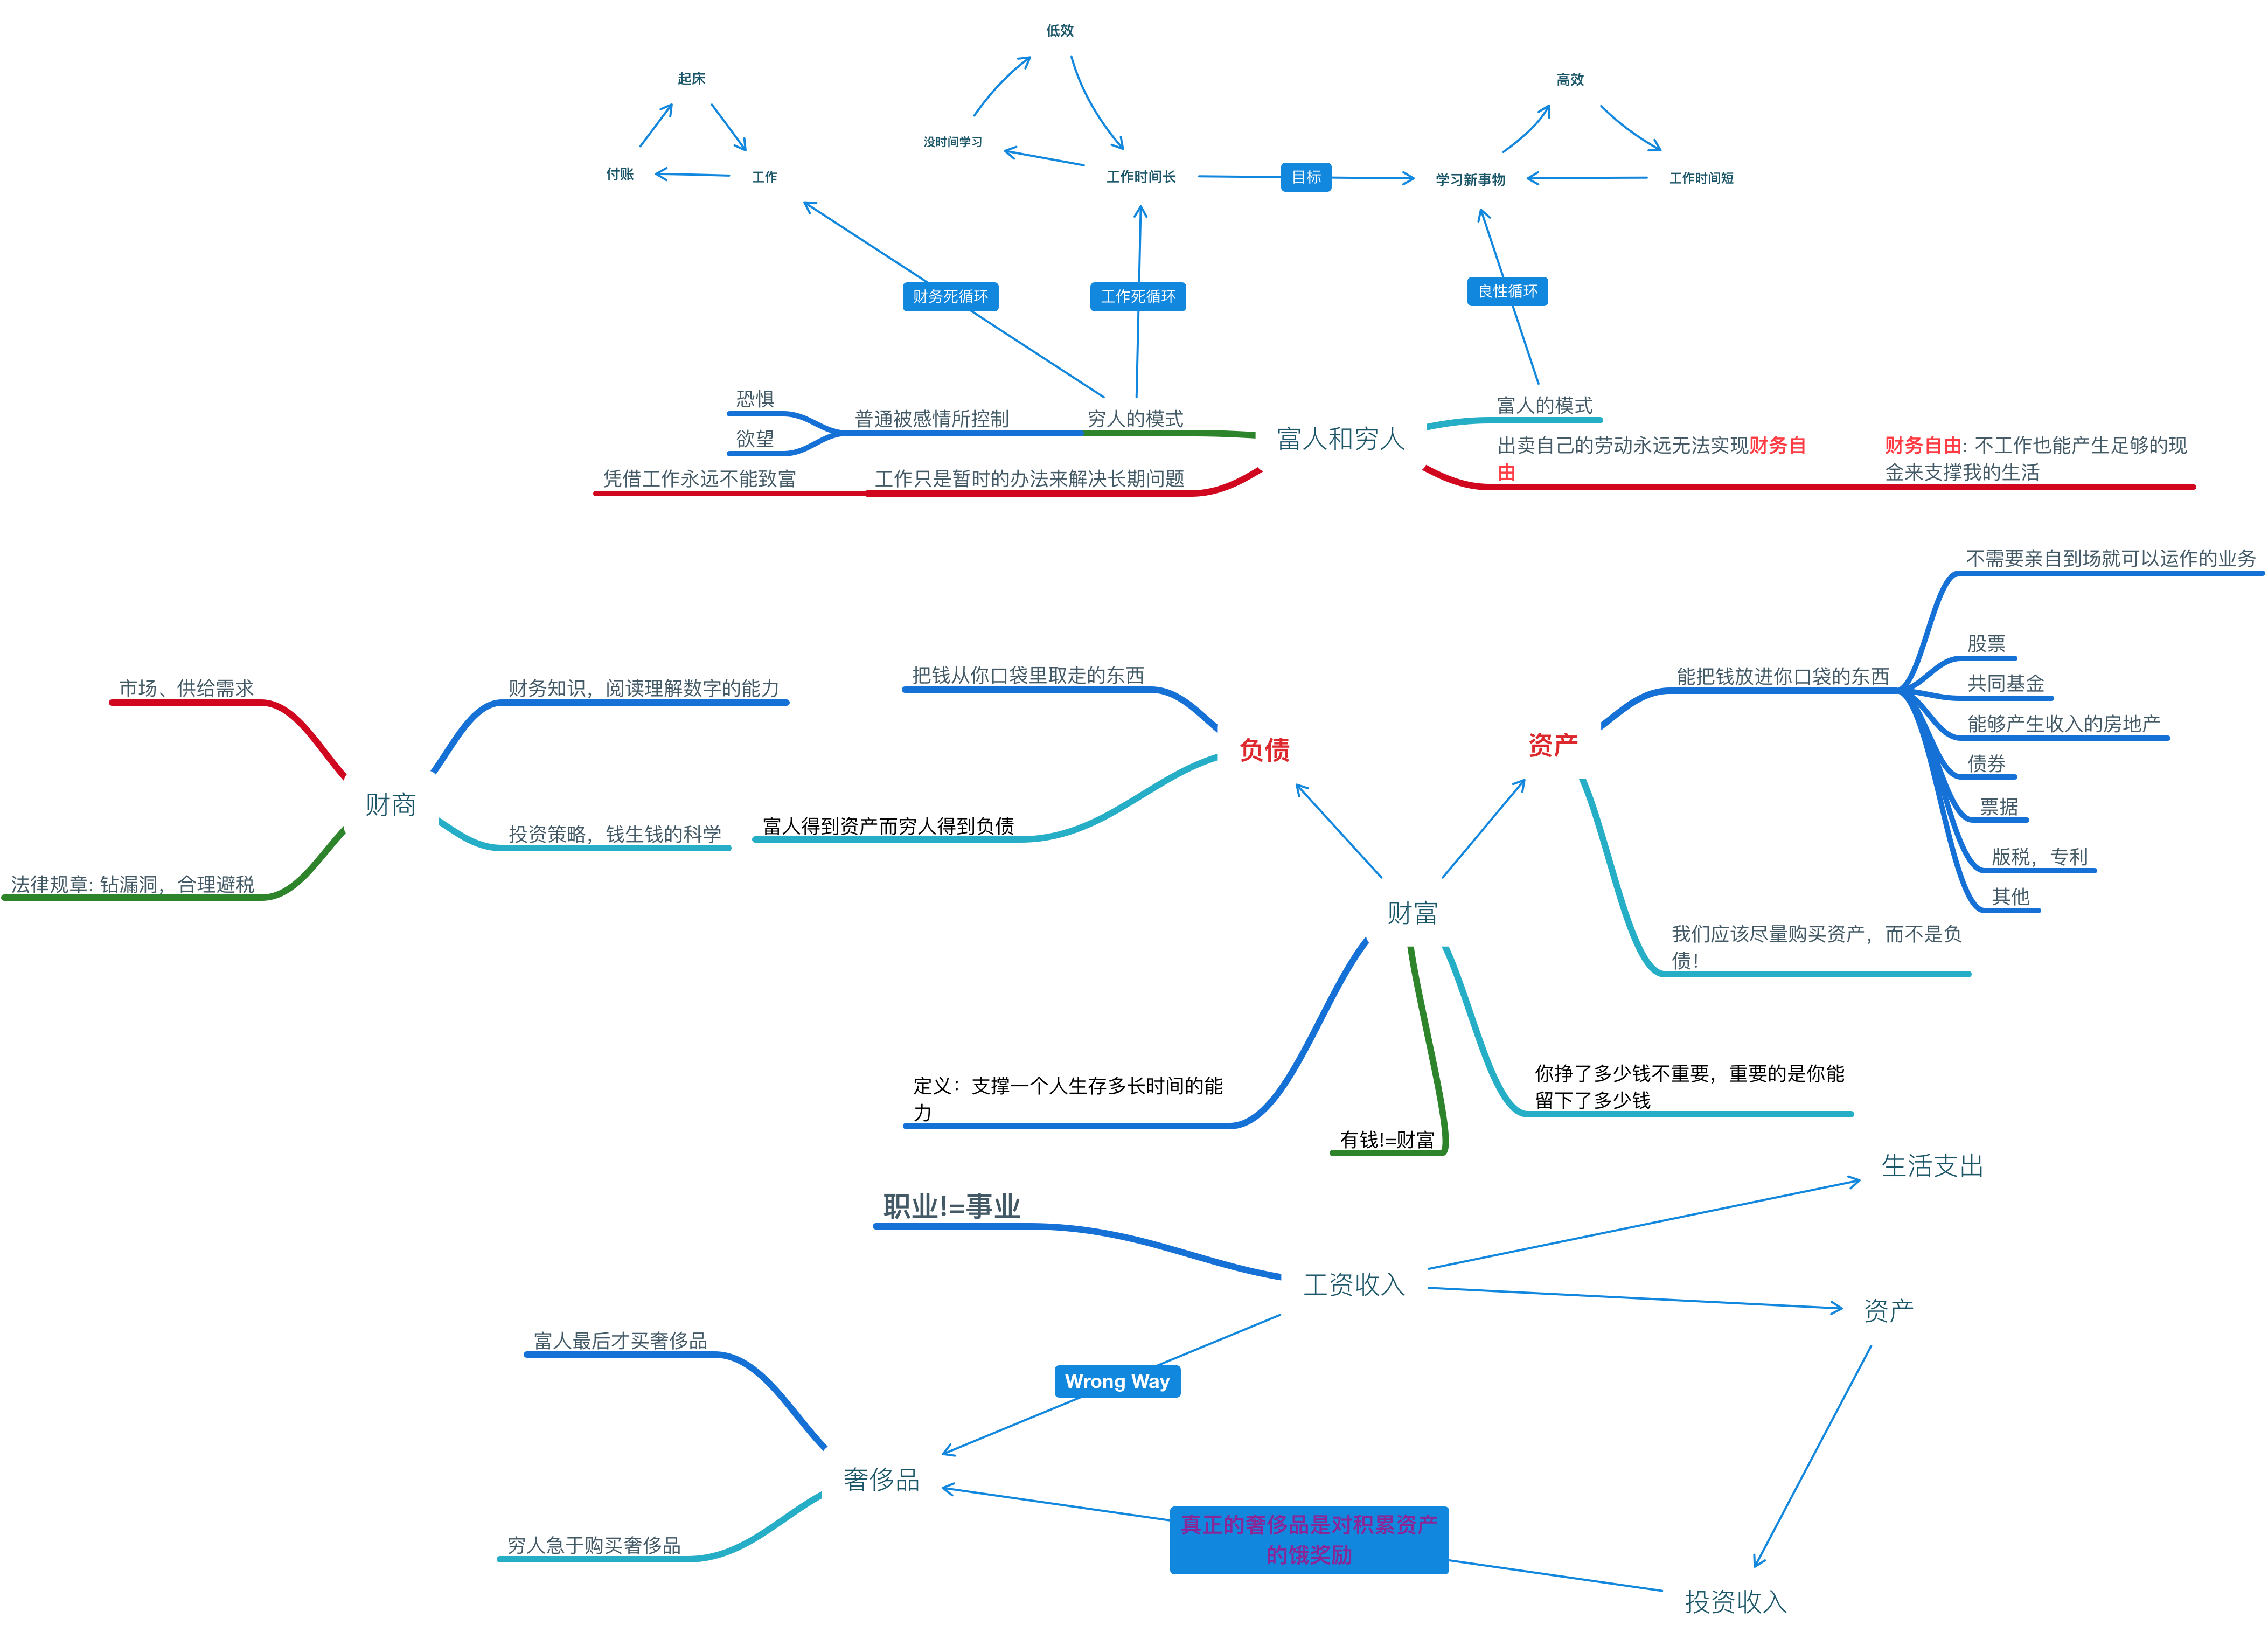 低效
起床
高效
没时间学习
付账
工作
工作时间长
目标
学习新事物
工作时间短
财务死循环
工作死循环
良性循环
恐惧
欲望
普通被感情所控制
穷人的模式
富人和穷人
富人的模式
凭借工作永远不能致富
工作只是暂时的办法来解决长期问题
出卖自己的劳动永远无法实现财务自
由
财务自由: 不工作也能产生足够的现
金来支撑我的生活
不需要亲自到场就可以运作的业务
股票
共同基金
能够产生收入的房地产
债券
票据
版税，专利
其他
能把钱放进你口袋的东西
资产
我们应该尽量购买资产，而不是负
债！
把钱从你口袋里取走的东西
负债
富人得到资产而穷人得到负债
市场、供给需求
财务知识，阅读理解数字的能力
财商
投资策略，钱生钱的科学
法律规章: 钻漏洞，合理避税
财富
定义：支撑一个人生存多长时间的能
力
有钱!=财富
你挣了多少钱不重要，重要的是你能
留下了多少钱
职业!=事业
工资收入
生活支出
资产
Wrong Way
富人最后才买奢侈品
奢侈品
穷人急于购买奢侈品
真正的奢侈品是对积累资产
的饿奖励
投资收入